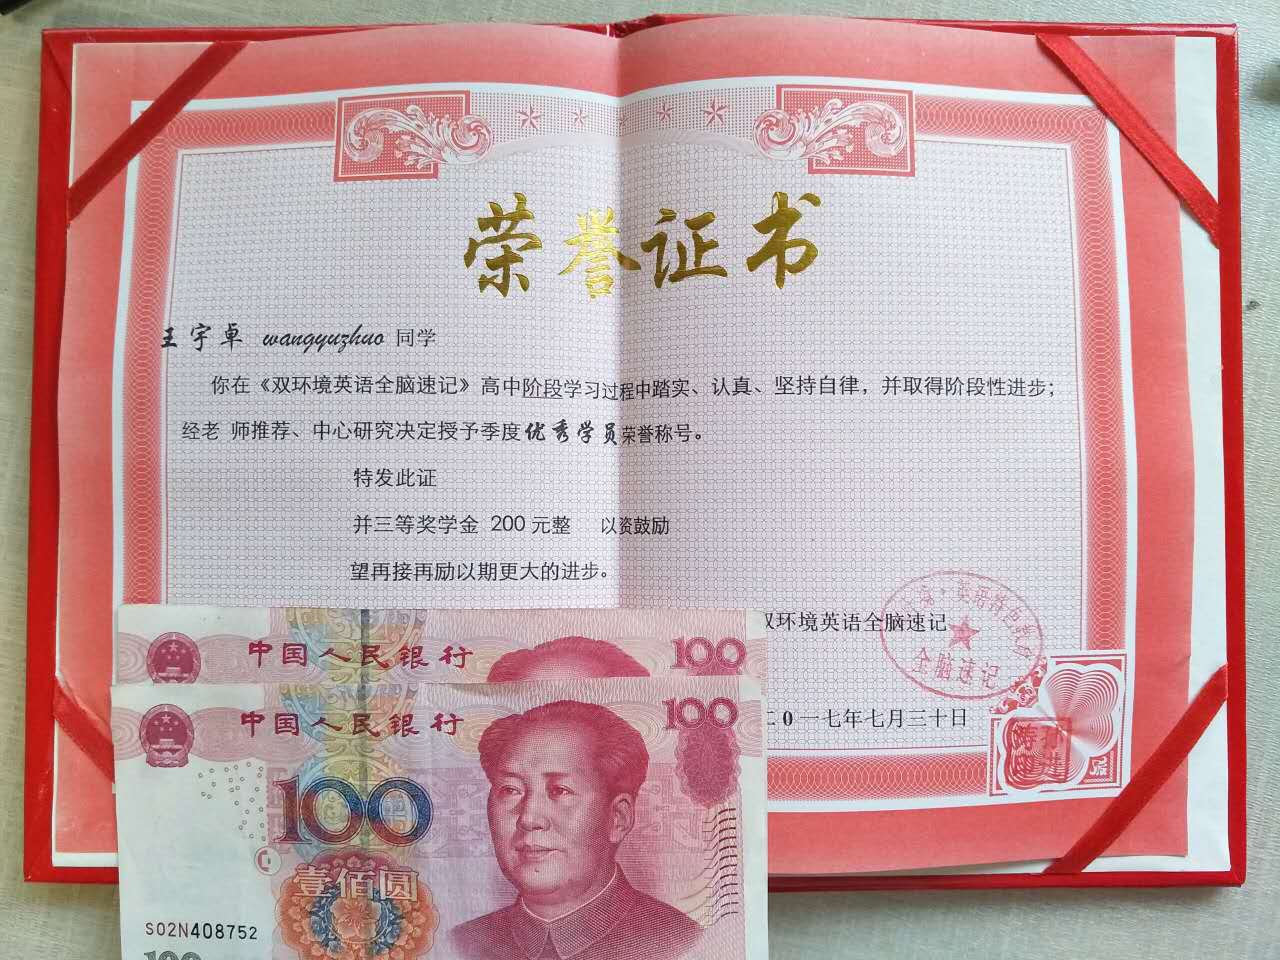 荣誉证书
王宇卓 wangyuzhuo 同学
你在《双环境英语全脑速记》高中阶段学习过程中踏实、认真、坚持自律，并取得阶段性进步；
经老 师推荐、中心研究决定授予季度优秀学员荣誉称号。
特发此证
并三等奖学金 200元整 以资鼓励
望再接再励以期更大的进步。
双环境英语全脑速记
全脑速记
二0一七年七月三十日
中国人民银行 100
中国人民银行 100
100
壹佰圆
S02N408752
100